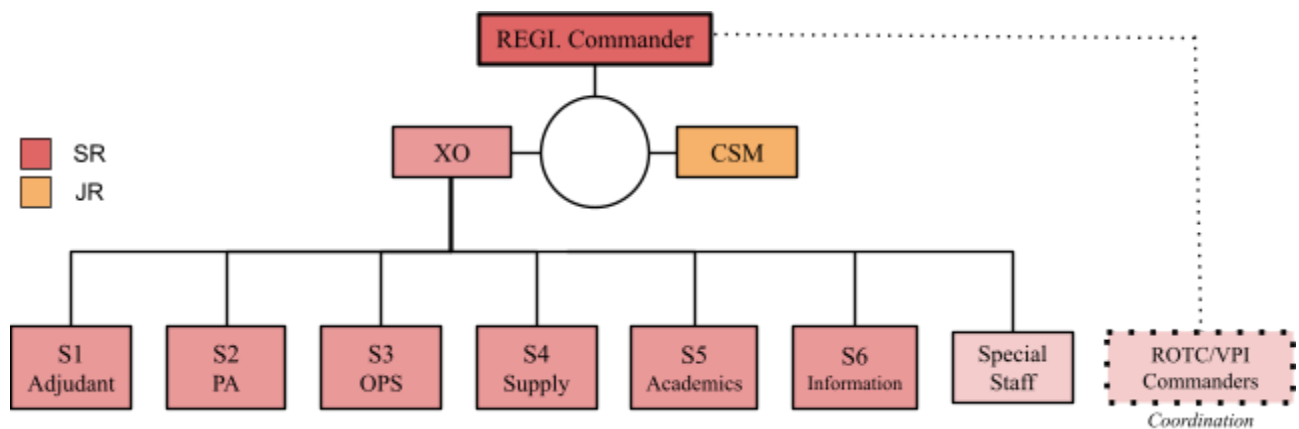 REGI. Commander
XO
CSM
SR
JR
S1
Adjudant
S2
PA
S3
OPS
S4
Supply
S5
Academics
S6
Information
Special
Staff
ROTC/VPI
Commanders
Coordination